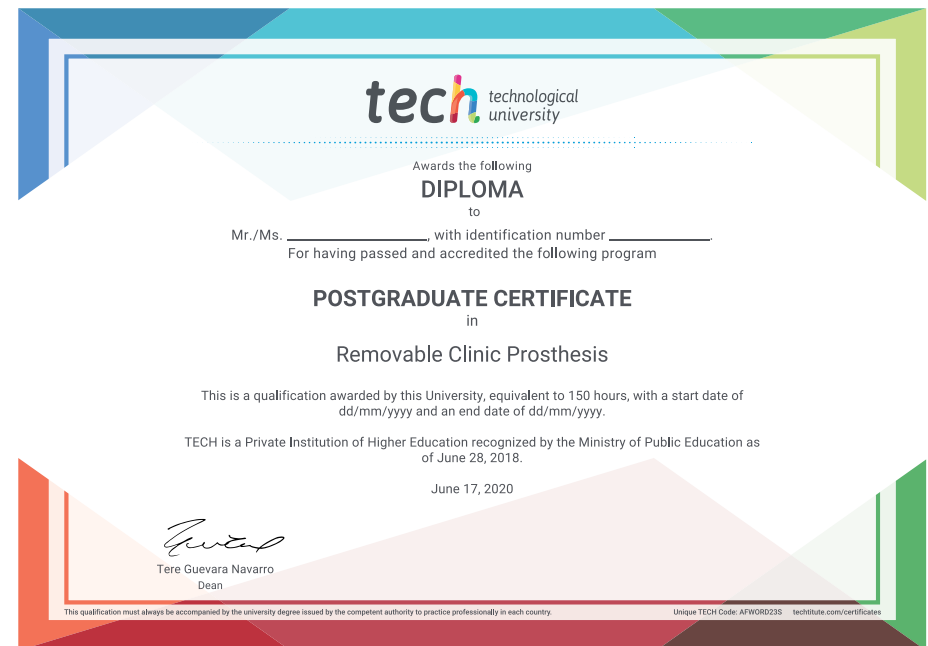 tech technological
university
Awards the following
DIPLOMA
to
Mr./Ms. ____________________, with identification number ______________.
For having passed and accredited the following program
POSTGRADUATE CERTIFICATE
in
Removable Clinic Prosthesis
This is a qualification awarded by this University, equivalent to 150 hours, with a start date of
dd/mm/yyyy and an end date of dd/mm/yyyy.
TECH is a Private Institution of Higher Education recognized by the Ministry of Public Education as
of June 28, 2018.
June 17, 2020
Tere Guevara Navarro
Dean
This qualification must always be accompanied by the university degree issued by the competent authority to practice professionally in each country.
Unique TECH Code: AFWORD23S techtitute.com/certificates